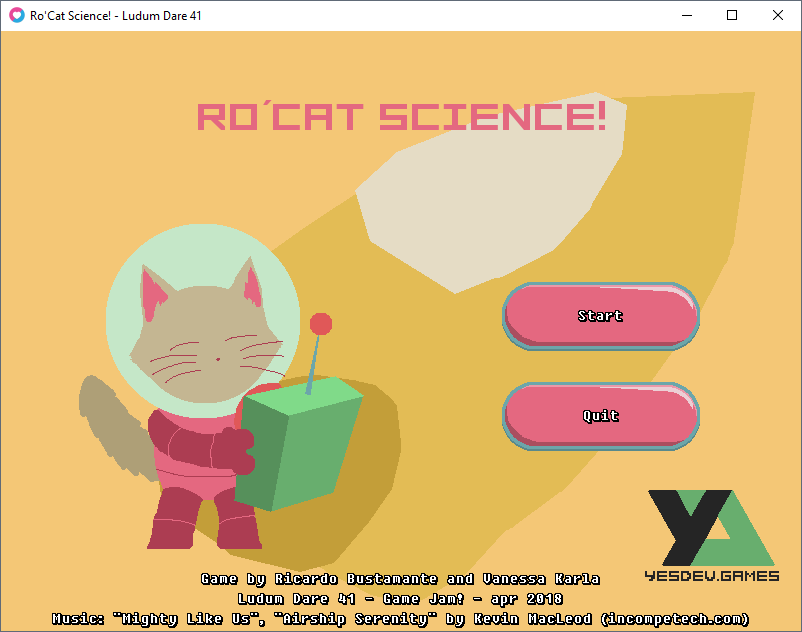 Ro'Cat Science! - Ludum Dare 41
RO'CAT SCIENCE!
Start
Quit
YESDEV.GAMES
Game by Ricardo Bustamante and Vanessa Karla
Ludum Dare 41 - Game Jam! - apr 2018
Music: "Mighty Like Us", "Airship Serenity" by Kevin MacLeod (incompetech.com)